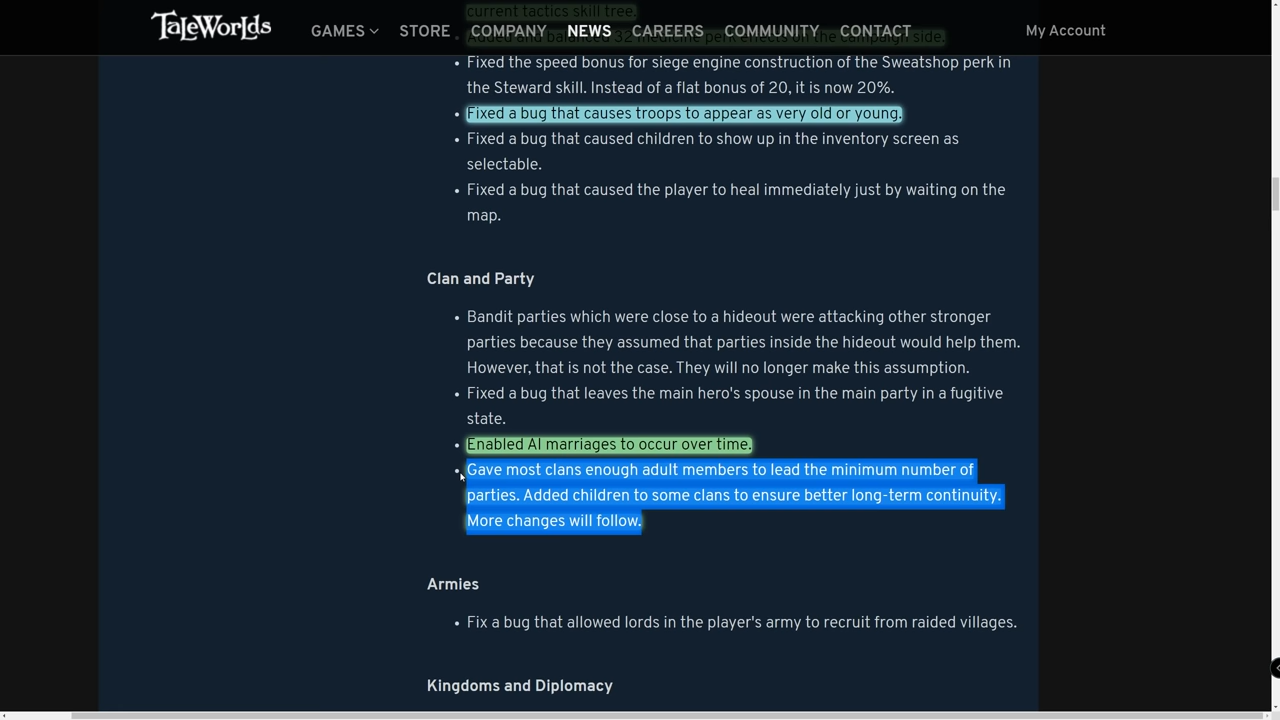 current tactics skill tree.
TALEWORLDS GAMES STORE COMPANY NEWS CAREERS COMMUNITY CONTACT My Account
Added and balanced 32 medicine perk effects on the campaign side.
• Fixed the speed bonus for siege engine construction of the Sweatshop perk in
the Steward skill. Instead of a flat bonus of 20, it is now 20%.
• Fixed a bug that causes troops to appear as very old or young.
• Fixed a bug that caused children to show up in the inventory screen as
selectable.
• Fixed a bug that caused the player to heal immediately just by waiting on the
map.
Clan and Party
• Bandit parties which were close to a hideout were attacking other stronger
parties because they assumed that parties inside the hideout would help them.
However, that is not the case. They will no longer make this assumption.
• Fixed a bug that leaves the main hero's spouse in the main party in a fugitive
state.
• Enabled AI marriages to occur over time.
• Gave most clans enough adult members to lead the minimum number of
parties. Added children to some clans to ensure better long-term continuity.
More changes will follow.
Armies
• Fix a bug that allowed lords in the player's army to recruit from raided villages.
Kingdoms and Diplomacy